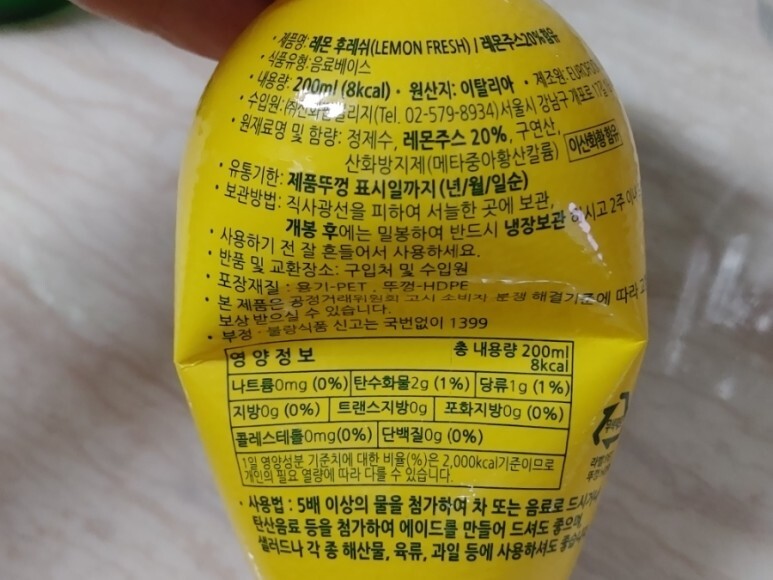 • 제품명: 레몬 후레쉬(LEMON FRESH) / 레몬주스20%함유
• 식품유형: 음료베이스
• 내용량: 200ml (8kcal) • 원산지: 이탈리아 • 제조원:
• 수입원: (Tel. 02-579-8934) 서울시 강남구 개포로
• 원재료명 및 함량: 정제수, 레몬주스 20%, 구연산,
산화방지제(메타중아황산칼륨) 이산화황 함유
• 유통기한: 제품뚜껑 표시일까지 (년/월/일순)
• 보관방법: 직사광선을 피하여 서늘한 곳에 보관,
개봉 후에는 밀봉하여 반드시 냉장보관 하시고 2주
• 사용하기 전 잘 흔들어서 사용하세요.
• 반품 및 교환장소: 구입처 및 수입원
• 포장재질 : 용기-PET , 뚜껑-HDPE
• 본 제품은 공정거래위원회 고시 소비자 분쟁 해결기준에 따라
보상 받으실 수 있습니다.
• 부정 · 불량식품 신고는 국번없이 1399
영양정보 총 내용량 200ml
8kcal
나트륨0mg (0%) 탄수화물2g (1%) 당류1g (1%)
지방0g (0%) 트랜스지방0g 포화지방0g (0%)
콜레스테롤0mg(0%) 단백질0g (0%)
1일 영양성분 기준치에 대한 비율(%)은 2,000kcal기준이므로
개인의 필요 열량에 따라 다를 수 있습니다.
• 사용법 : 5배 이상의 물을 첨가하여 차 또는 음료로
탄산음료 등을 첨가하여 에이드를 만들어 드셔도 좋으며,
샐러드나 각 종 해산물, 육류, 과일 등에 사용하셔도